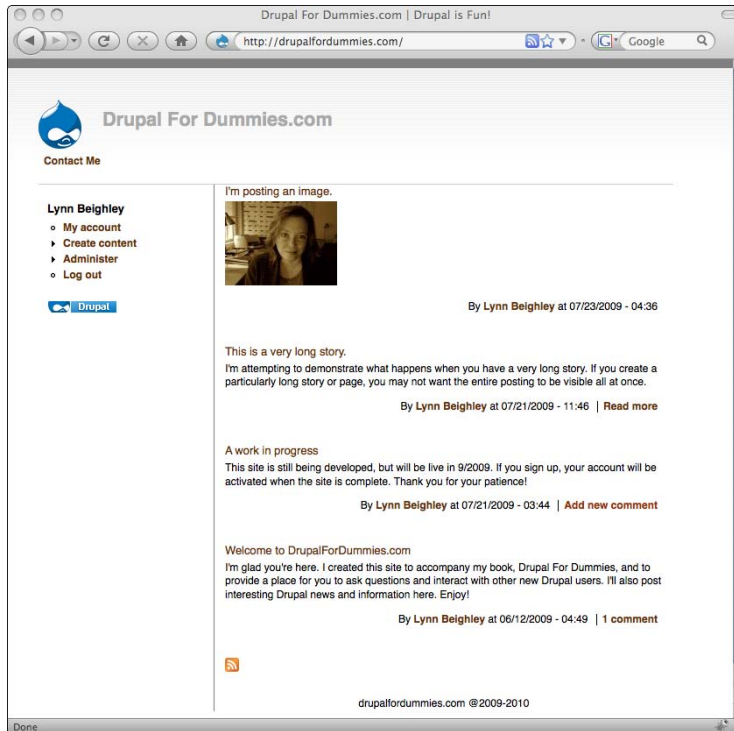 Drupal For Dummies.com | Drupal is Fun!
http://drupalfordummies.com/
Google
Drupal For Dummies.com
Contact Me
Lynn Beighley
My account
Create content
Administer
Log out
Drupal
I'm posting an image.
By Lynn Beighley at 07/23/2009 - 04:36
This is a very long story.
I'm attempting to demonstrate what happens when you have a very long story. If you create a
particularly long story or page, you may not want the entire posting to be visible all at once.
By Lynn Beighley at 07/21/2009 - 11:46 | Read more
A work in progress
This site is still being developed, but will be live in 9/2009. If you sign up, your account will be
activated when the site is complete. Thank you for your patience!
By Lynn Beighley at 07/21/2009 - 03:44 | Add new comment
Welcome to DrupalForDummies.com
I'm glad you're here. I created this site to accompany my book, Drupal For Dummies, and to
provide a place for you to ask questions and interact with other new Drupal users. I'll also post
interesting Drupal news and information here. Enjoy!
By Lynn Beighley at 06/12/2009 - 04:49 | 1 comment
drupalfordummies.com @2009-2010
Done